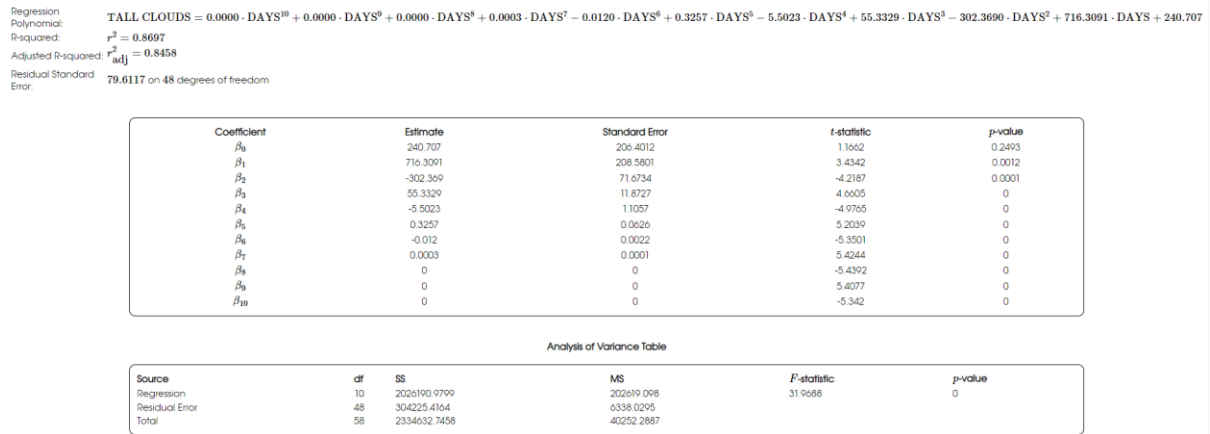 Regression Polynomial: TALL CLOUDS = 0.0000 · DAYS¹⁰ + 0.0000 · DAYS⁹ + 0.0000 · DAYS⁸ + 0.0003 · DAYS⁷ − 0.0120 · DAYS⁶ + 0.3257 · DAYS⁵ − 5.5023 · DAYS⁴ + 55.3329 · DAYS³ − 302.3690 · DAYS² + 716.3091 · DAYS + 240.707
R-squared: r² = 0.8697
Adjusted R-squared: r²adj = 0.8458
Residual Standard Error: 79.6117 on 48 degrees of freedom
Coefficient Estimate Standard Error t-statistic p-value
β₀ 240.707 206.4012 1.1662 0.2493
β₁ 716.3091 208.5801 3.4342 0.0012
β₂ -302.369 71.6734 -4.2187 0.0001
β₃ 55.3329 11.8727 4.6605 0
β₄ -5.5023 1.1057 -4.9765 0
β₅ 0.3257 0.0626 5.2039 0
β₆ -0.012 0.0022 -5.3501 0
β₇ 0.0003 0.0001 5.4244 0
β₈ 0 0 -5.4392 0
β₉ 0 0 5.4077 0
β₁₀ 0 0 -5.342 0
Analysis of Variance Table
Source df SS MS F-statistic p-value
Regression 10 2026190.9799 202619.098 31.9688 0
Residual Error 48 304225.4164 6338.0295
Total 58 2334632.7458 40252.2887